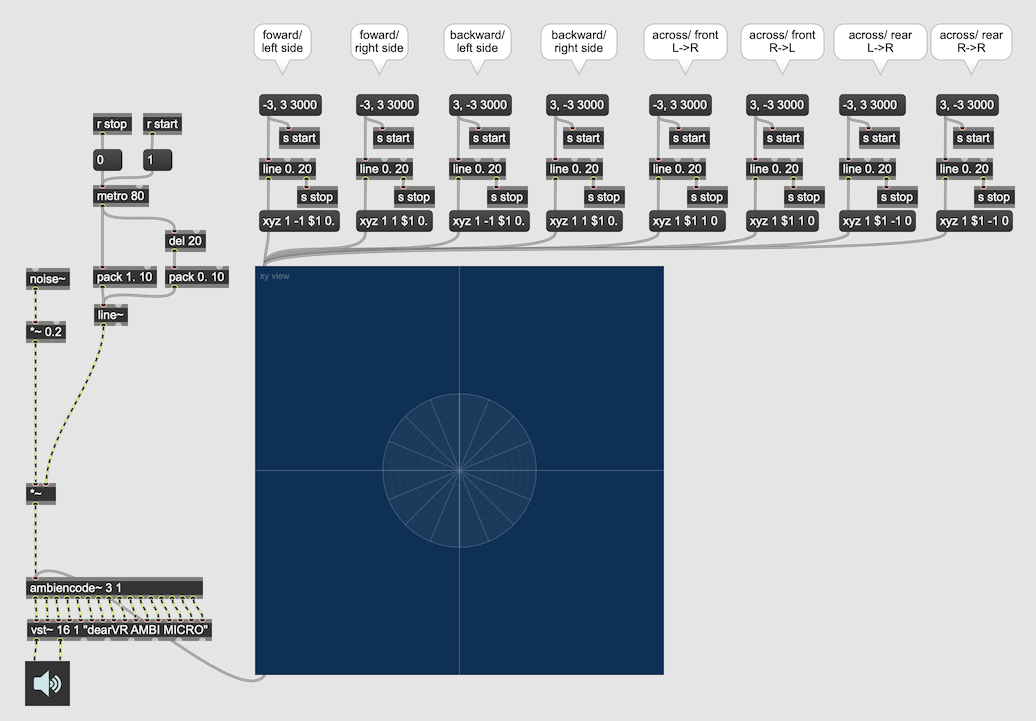 foward/
left side
foward/
right side
backward/
left side
backward/
right side
across/ front
L->R
across/ front
R->L
across/ rear
L->R
across/ rear
R->R
-3, 3 3000
-3, 3 3000
3, -3 3000
3, -3 3000
-3, 3 3000
3, -3 3000
-3, 3 3000
3, -3 3000
r stop
r start
s start
s start
s start
s start
s start
s start
s start
s start
0
1
line 0. 20
line 0. 20
line 0. 20
line 0. 20
line 0. 20
line 0. 20
line 0. 20
line 0. 20
metro 80
s stop
s stop
s stop
s stop
s stop
s stop
s stop
s stop
xyz 1 -1 $1 0.
xyz 1 1 $1 0.
xyz 1 -1 $1 0.
xyz 1 1 $1 0.
xyz 1 $1 1 0
xyz 1 $1 1 0
xyz 1 $1 -1 0
xyz 1 $1 -1 0
del 20
noise~
pack 1. 10
pack 0. 10
xy view
line~
*~ 0.2
*~
ambiencode~ 3 1
vst~ 16 1 "dearVR AMBI MICRO"